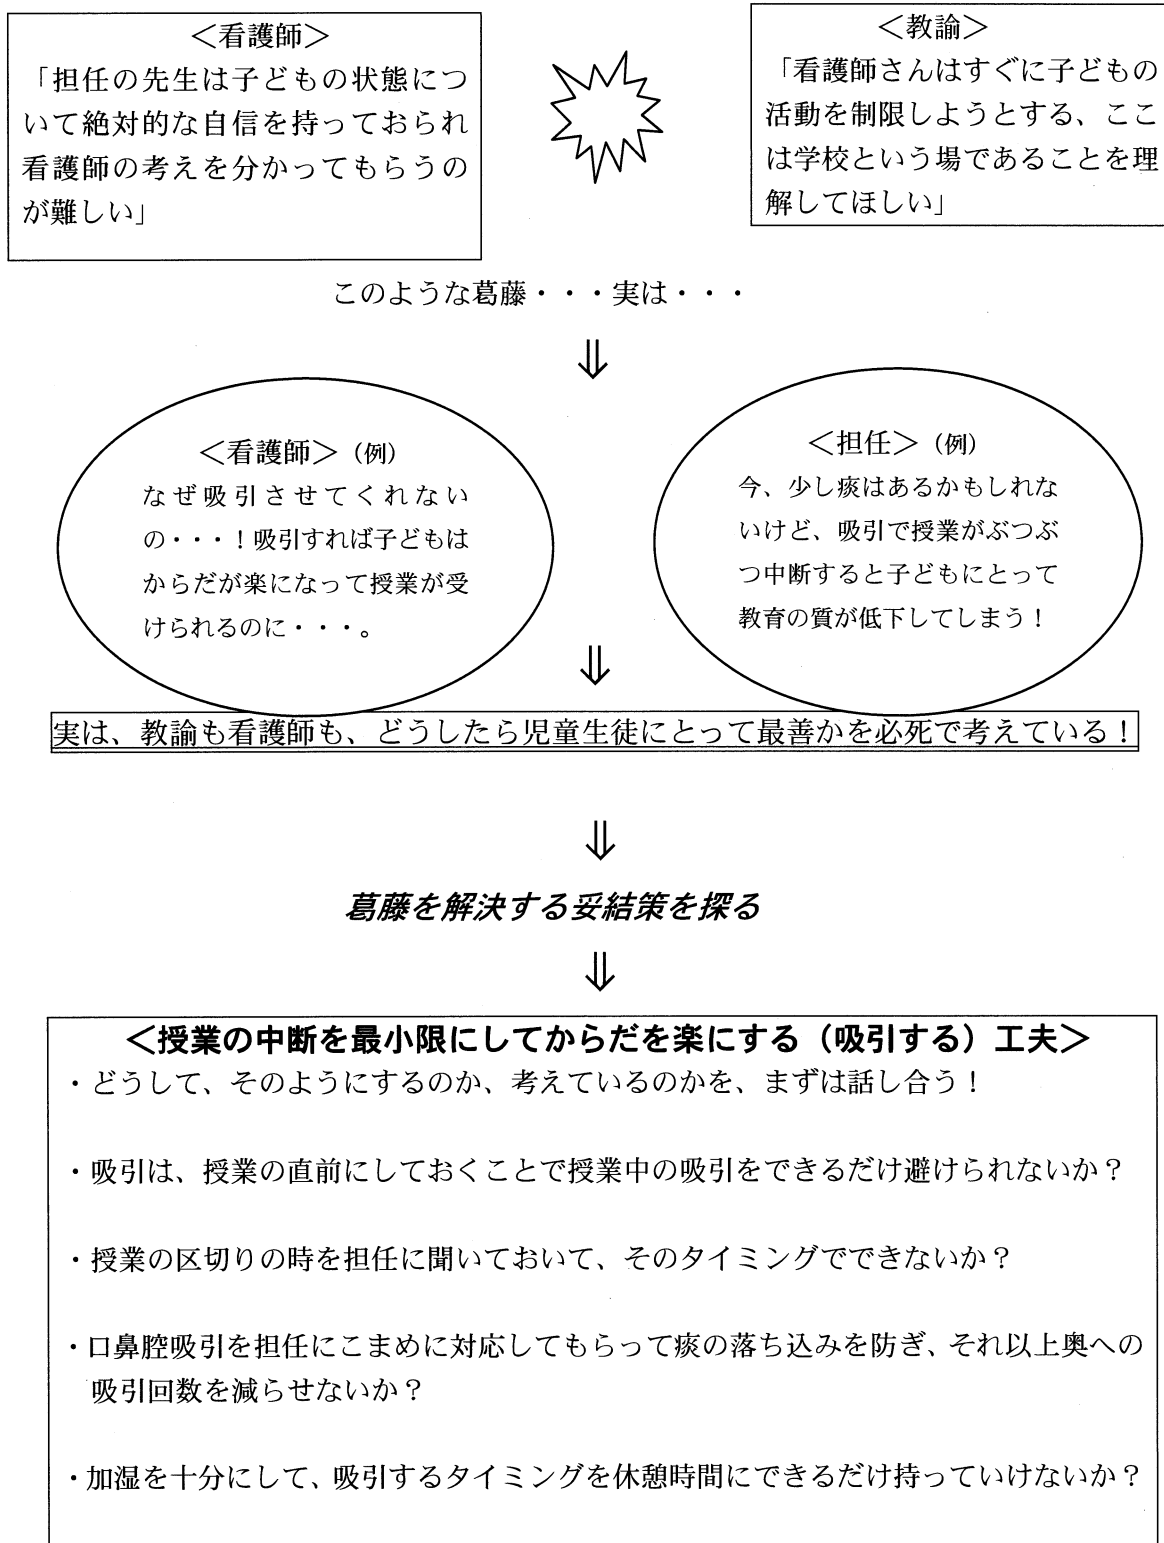 ＜看護師＞
「担任の先生は子どもの状態につ
いて絶対的な自信を持っておられ
看護師の考えを分かってもらうの
が難しい」
＜教諭＞
「看護師さんはすぐに子どもの
活動を制限しようとする、ここ
は学校という場であることを理
解してほしい」
このような葛藤・・・実は・・・
⇓
＜看護師＞（例）
なぜ吸引させてくれない
の・・・！吸引すれば子どもは
からだが楽になって授業が受
けられるのに・・・。
＜担任＞（例）
今、少し痰はあるかもしれな
いけど、吸引で授業がぶつぶ
つ中断すると子どもにとって
教育の質が低下してしまう！
⇓
実は、教諭も看護師も、どうしたら児童生徒にとって最善かを必死で考えている！
⇓
葛藤を解決する妥結策を探る
⇓
＜授業の中断を最小限にしてからだを楽にする（吸引する）工夫＞
・どうして、そのようにするのか、考えているのかを、まずは話し合う！
・吸引は、授業の直前にしておくことで授業中の吸引をできるだけ避けられないか？
・授業の区切りの時を担任に聞いておいて、そのタイミングでできないか？
・口鼻腔吸引を担任にこまめに対応してもらって痰の落ち込みを防ぎ、それ以上奥への
吸引回数を減らせないか？
・加湿を十分にして、吸引するタイミングを休憩時間にできるだけ持っていけないか？